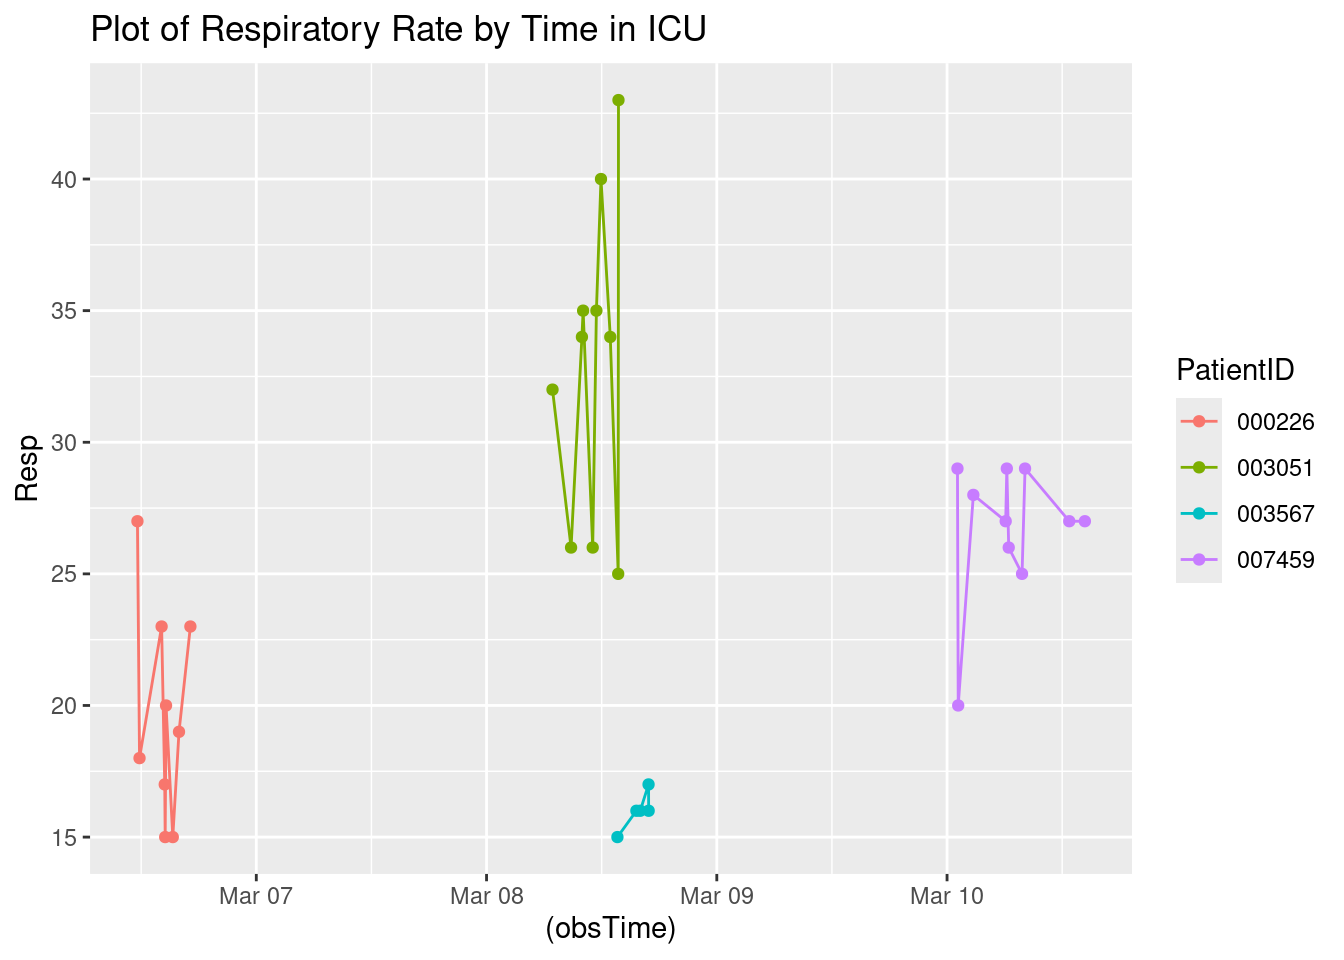 Plot of Respiratory Rate by Time in ICU
Resp
40
35
30
25
20
15
Mar 07 Mar 08 Mar 09 Mar 10
(obsTime)
PatientID
000226
003051
003567
007459